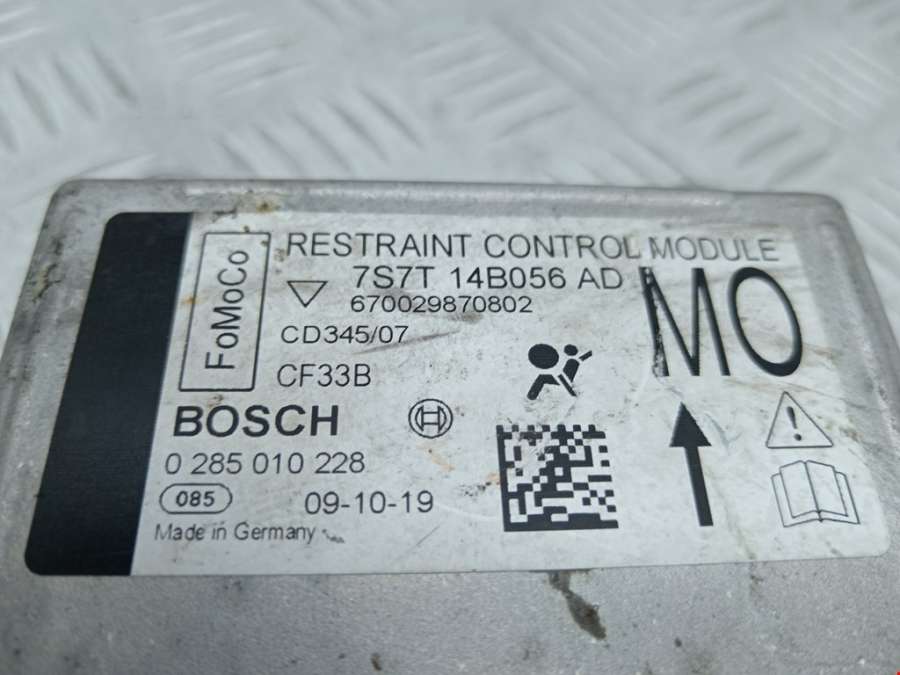 FoMoCo
RESTRAINT CONTROL MODULE
7S7T 14B056 AD
670029870802
CD345/07
CF33B
MO
BOSCH
0 285 010 228
085
09-10-19
Made in Germany